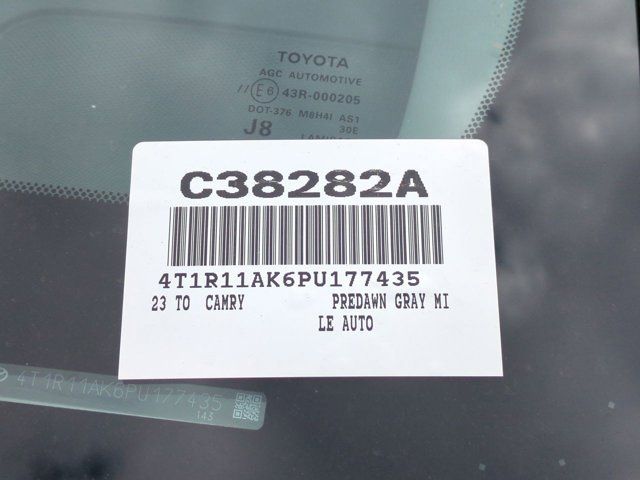 TOYOTA
AGC AUTOMOTIVE
//E6 43R-000205
DOT-376 M8H4I AS1
J8 30E
C38282A
4T1R11AK6PU177435
23 TO CAMRY PREDAWN GRAY MI
LE AUTO
4T1R11AK6PU177435
143